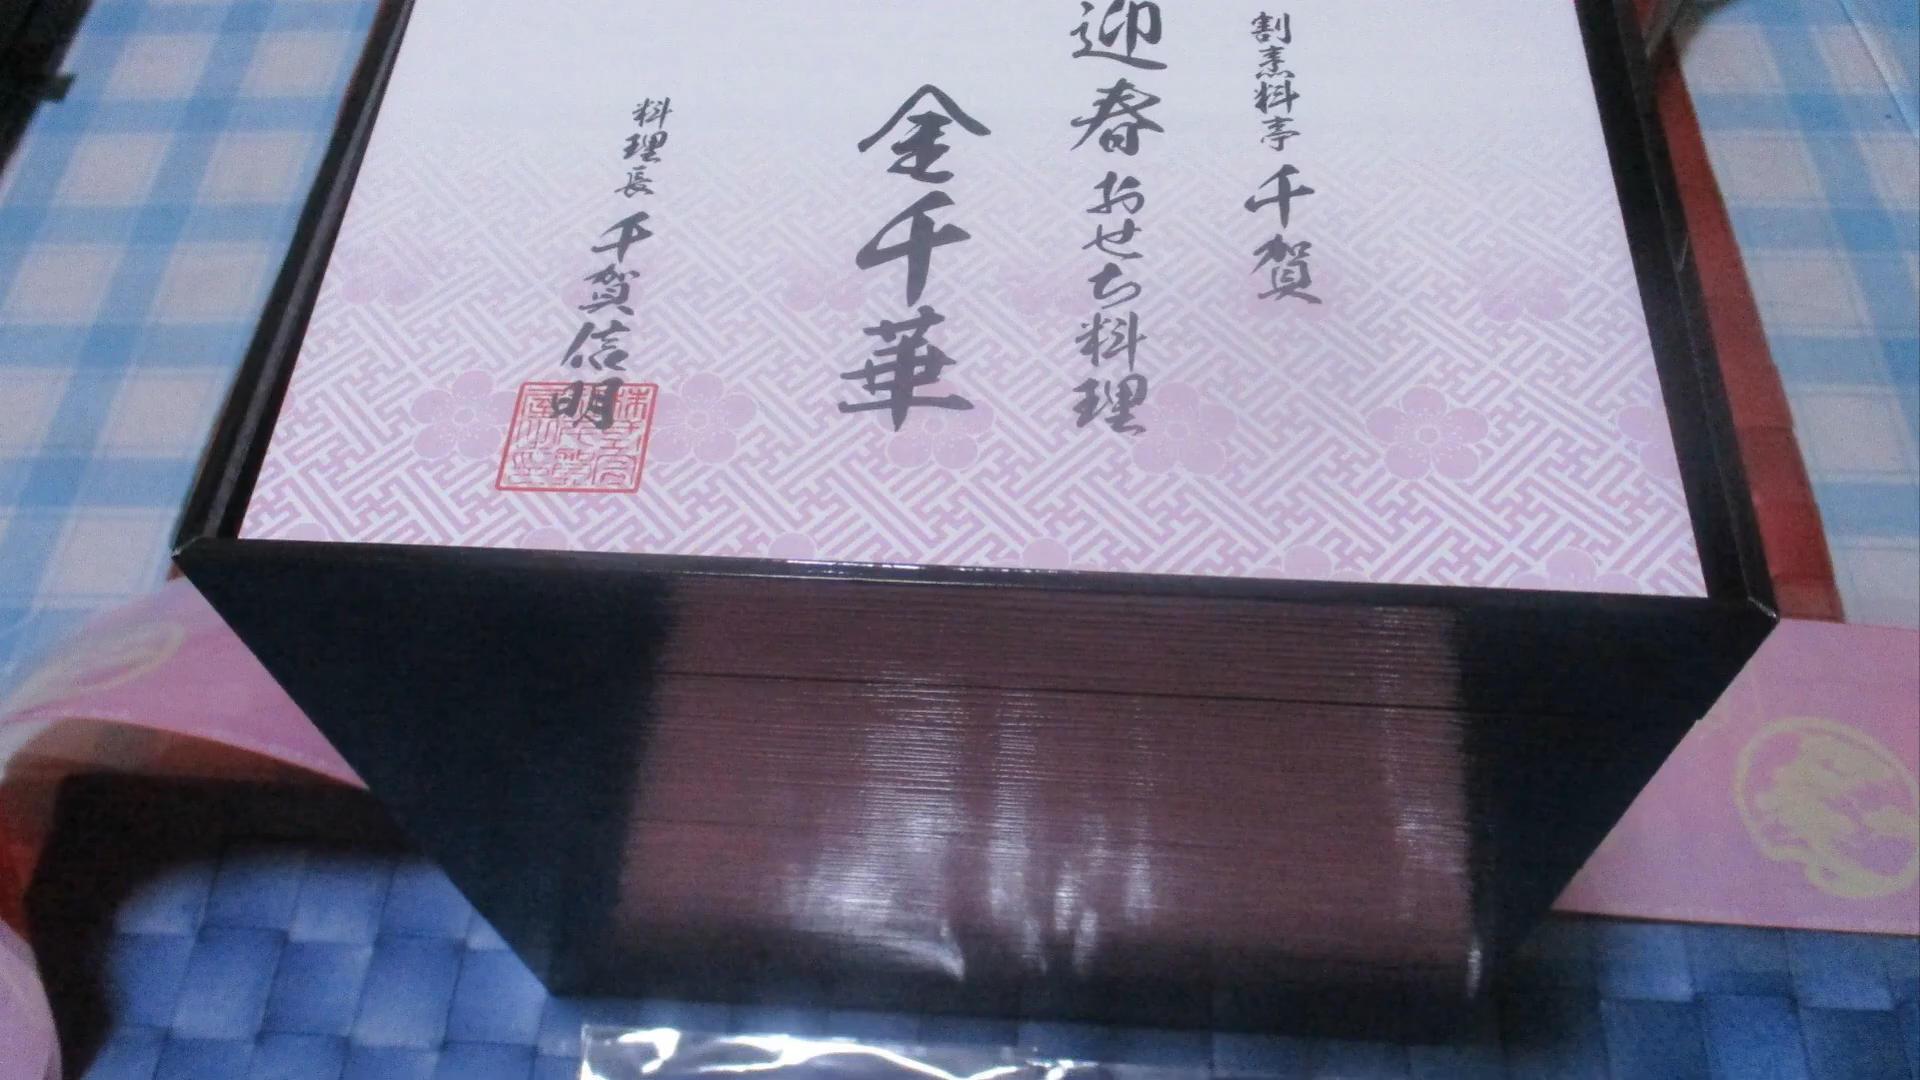 割烹料亭 千賀
迎春 おせち料理
金千華
料理長 千賀信明